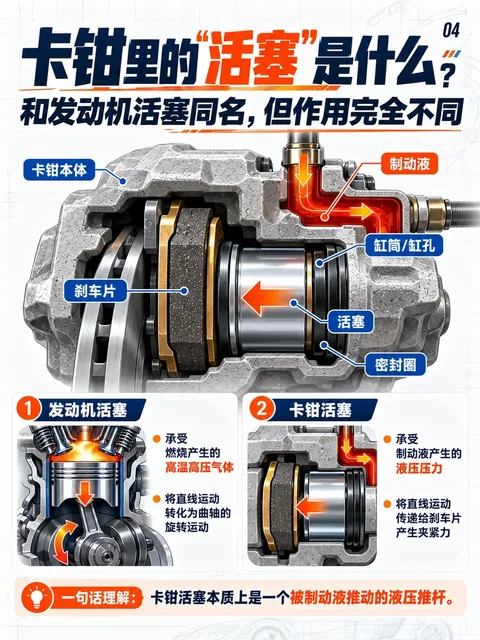 04
卡钳里的“活塞”是什么？
和发动机活塞同名，但作用完全不同
卡钳本体
制动液
缸筒/缸孔
刹车片
活塞
密封圈
1 发动机活塞
承受
燃烧产生的
高温高压气体
将直线运动
转化为曲轴的
旋转运动
2 卡钳活塞
承受
制动液产生的
液压压力
将直线运动
传递给刹车片
产生夹紧力
一句话理解：卡钳活塞本质上是一个被制动液推动的液压推杆。